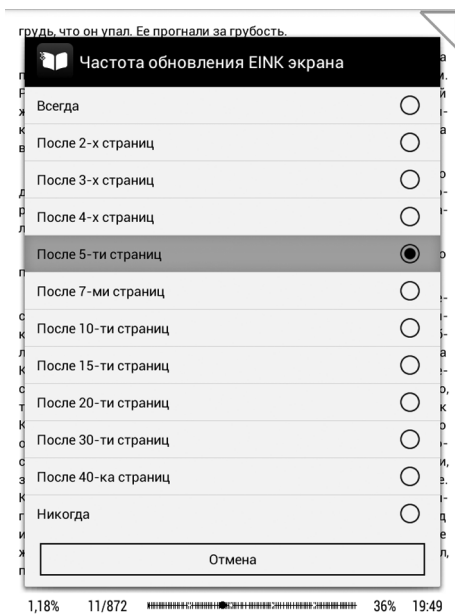 грудь, что он упал. Ее прогнали за грубость.
Частота обновления EINK экрана
Всегда
После 2-х страниц
После 3-х страниц
После 4-х страниц
После 5-ти страниц
После 7-ми страниц
После 10-ти страниц
После 15-ти страниц
После 20-ти страниц
После 30-ти страниц
После 40-ка страниц
Никогда
Отмена
1,18% 11/872 36% 19:49